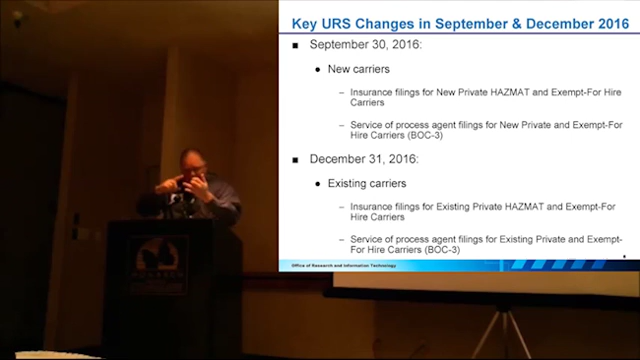 Key URS Changes in September & December 2016
September 30, 2016:
New carriers
Insurance filings for New Private HAZMAT and Exempt-For Hire
Carriers
Service of process agent filings for New Private and Exempt-For
Hire Carriers (BOC-3)
December 31, 2016:
Existing carriers
Insurance filings for Existing Private HAZMAT and Exempt-For
Hire Carriers
Service of process agent filings for Existing Private and Exempt-
For Hire Carriers (BOC-3)
Office of Research and Information Technology